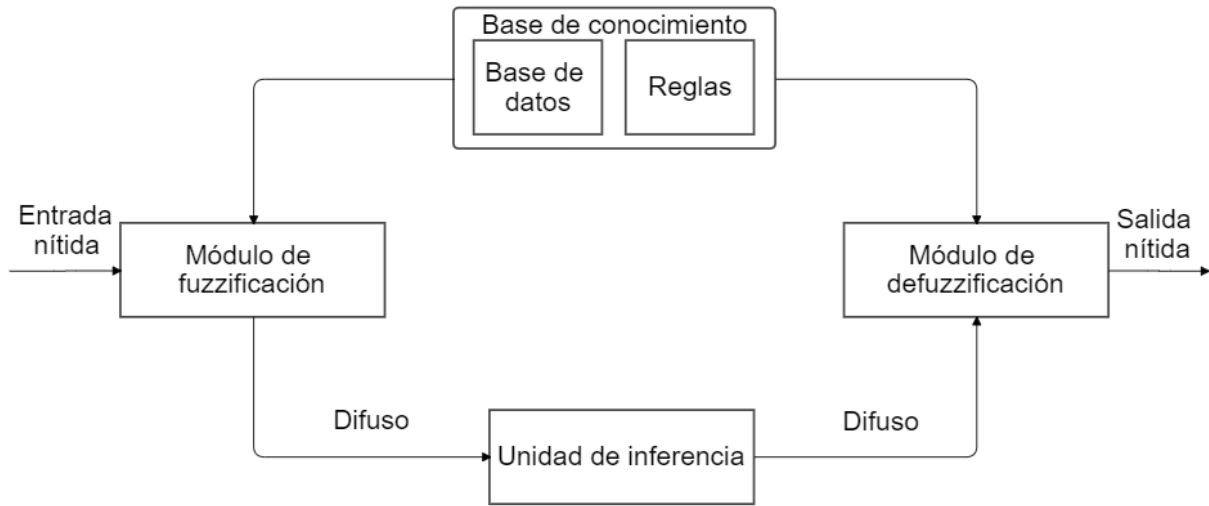 Base de conocimiento
Base de
datos
Reglas
Entrada
nítida
Módulo de
fuzzificación
Módulo de
defuzzificación
Salida
nítida
Difuso
Unidad de inferencia
Difuso